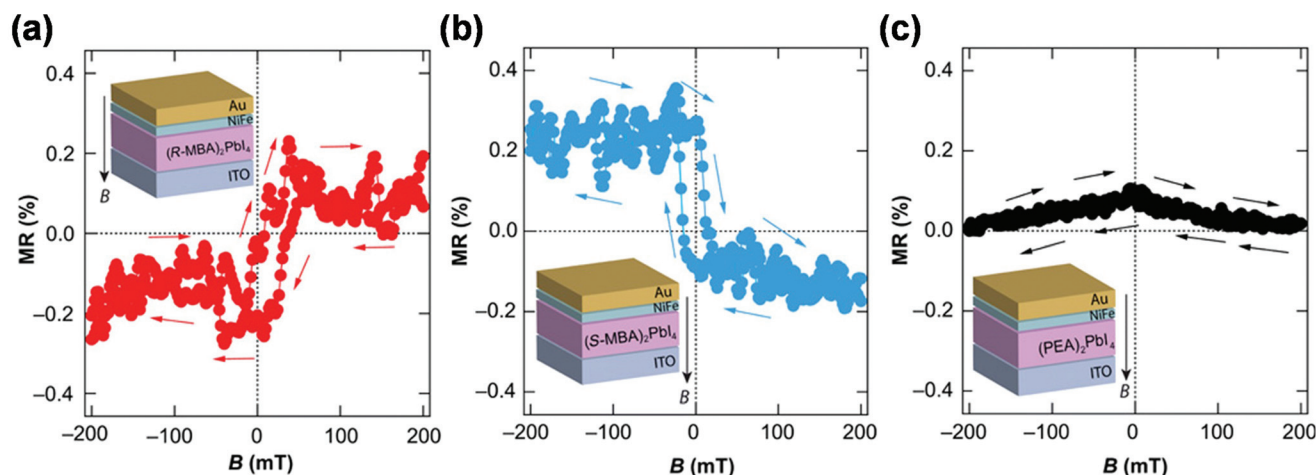 (a)
MR (%)
0.4
0.2
0.0
−0.2
−0.4
Au
NiFe
(R-MBA)₂PbI₄
ITO
B
−200
−100
0
100
200
B (mT)
(b)
MR (%)
0.4
0.2
0.0
−0.2
−0.4
Au
NiFe
(S-MBA)₂PbI₄
ITO
B
−200
−100
0
100
200
B (mT)
(c)
MR (%)
0.4
0.2
0.0
−0.2
−0.4
Au
NiFe
(PEA)₂PbI₄
ITO
B
−200
−100
0
100
200
B (mT)